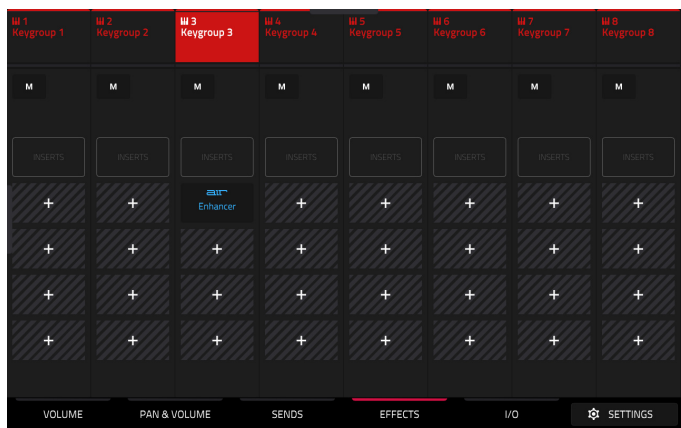 1 2 3 4 5 6 7 8
Keygroup 1 Keygroup 2 Keygroup 3 Keygroup 4 Keygroup 5 Keygroup 6 Keygroup 7 Keygroup 8
M M M M M M M M
INSERTS INSERTS INSERTS INSERTS INSERTS INSERTS INSERTS INSERTS
+ + air + + + + +
Enhancer
+ + + + + + + +
+ + + + + + + +
+ + + + + + + +
VOLUME PAN & VOLUME SENDS EFFECTS I/O SETTINGS